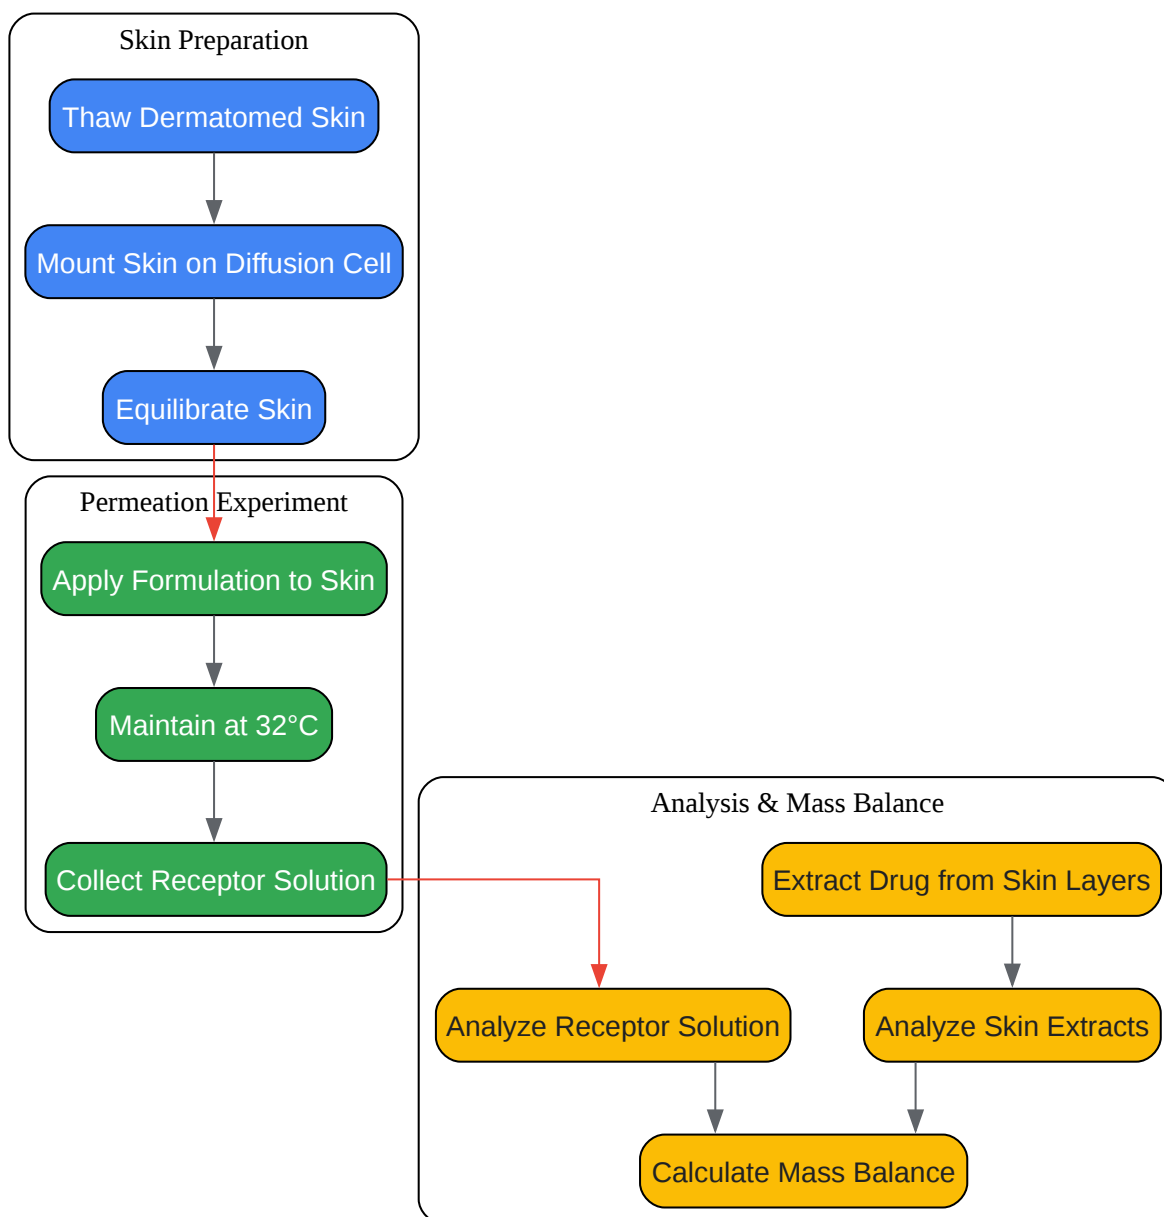 Skin Preparation
Thaw Dermatomed Skin
Mount Skin on Diffusion Cell
Equilibrate Skin
Permeation Experiment
Apply Formulation to Skin
Maintain at 32°C
Collect Receptor Solution
Analysis & Mass Balance
Extract Drug from Skin Layers
Analyze Receptor Solution
Analyze Skin Extracts
Calculate Mass Balance